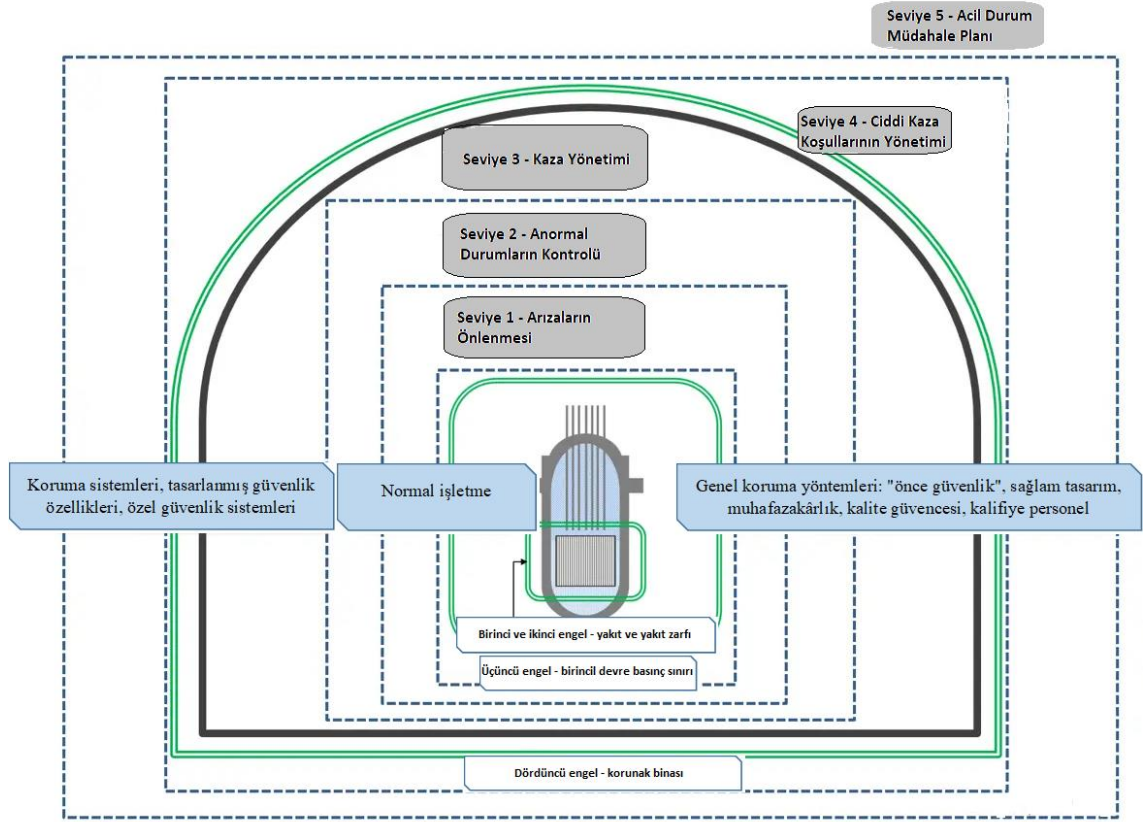 Seviye 5 - Acil Durum
Müdahale Planı
Seviye 4 - Ciddi Kaza
Koşullarının Yönetimi
Seviye 3 - Kaza Yönetimi
Seviye 2 - Anormal
Durumların Kontrolü
Seviye 1 - Arızaların
Önlenmesi
Koruma sistemleri, tasarlanmış güvenlik
özellikleri, özel güvenlik sistemleri
Normal işletme
Genel koruma yöntemleri: "önce güvenlik", sağlam tasarım,
muhafazakârlık, kalite güvencesi, kalifiye personel
Birinci ve ikinci engel - yakıt ve yakıt zarfı
Üçüncü engel - birincil devre basınç sınırı
Dördüncü engel - korunak binası